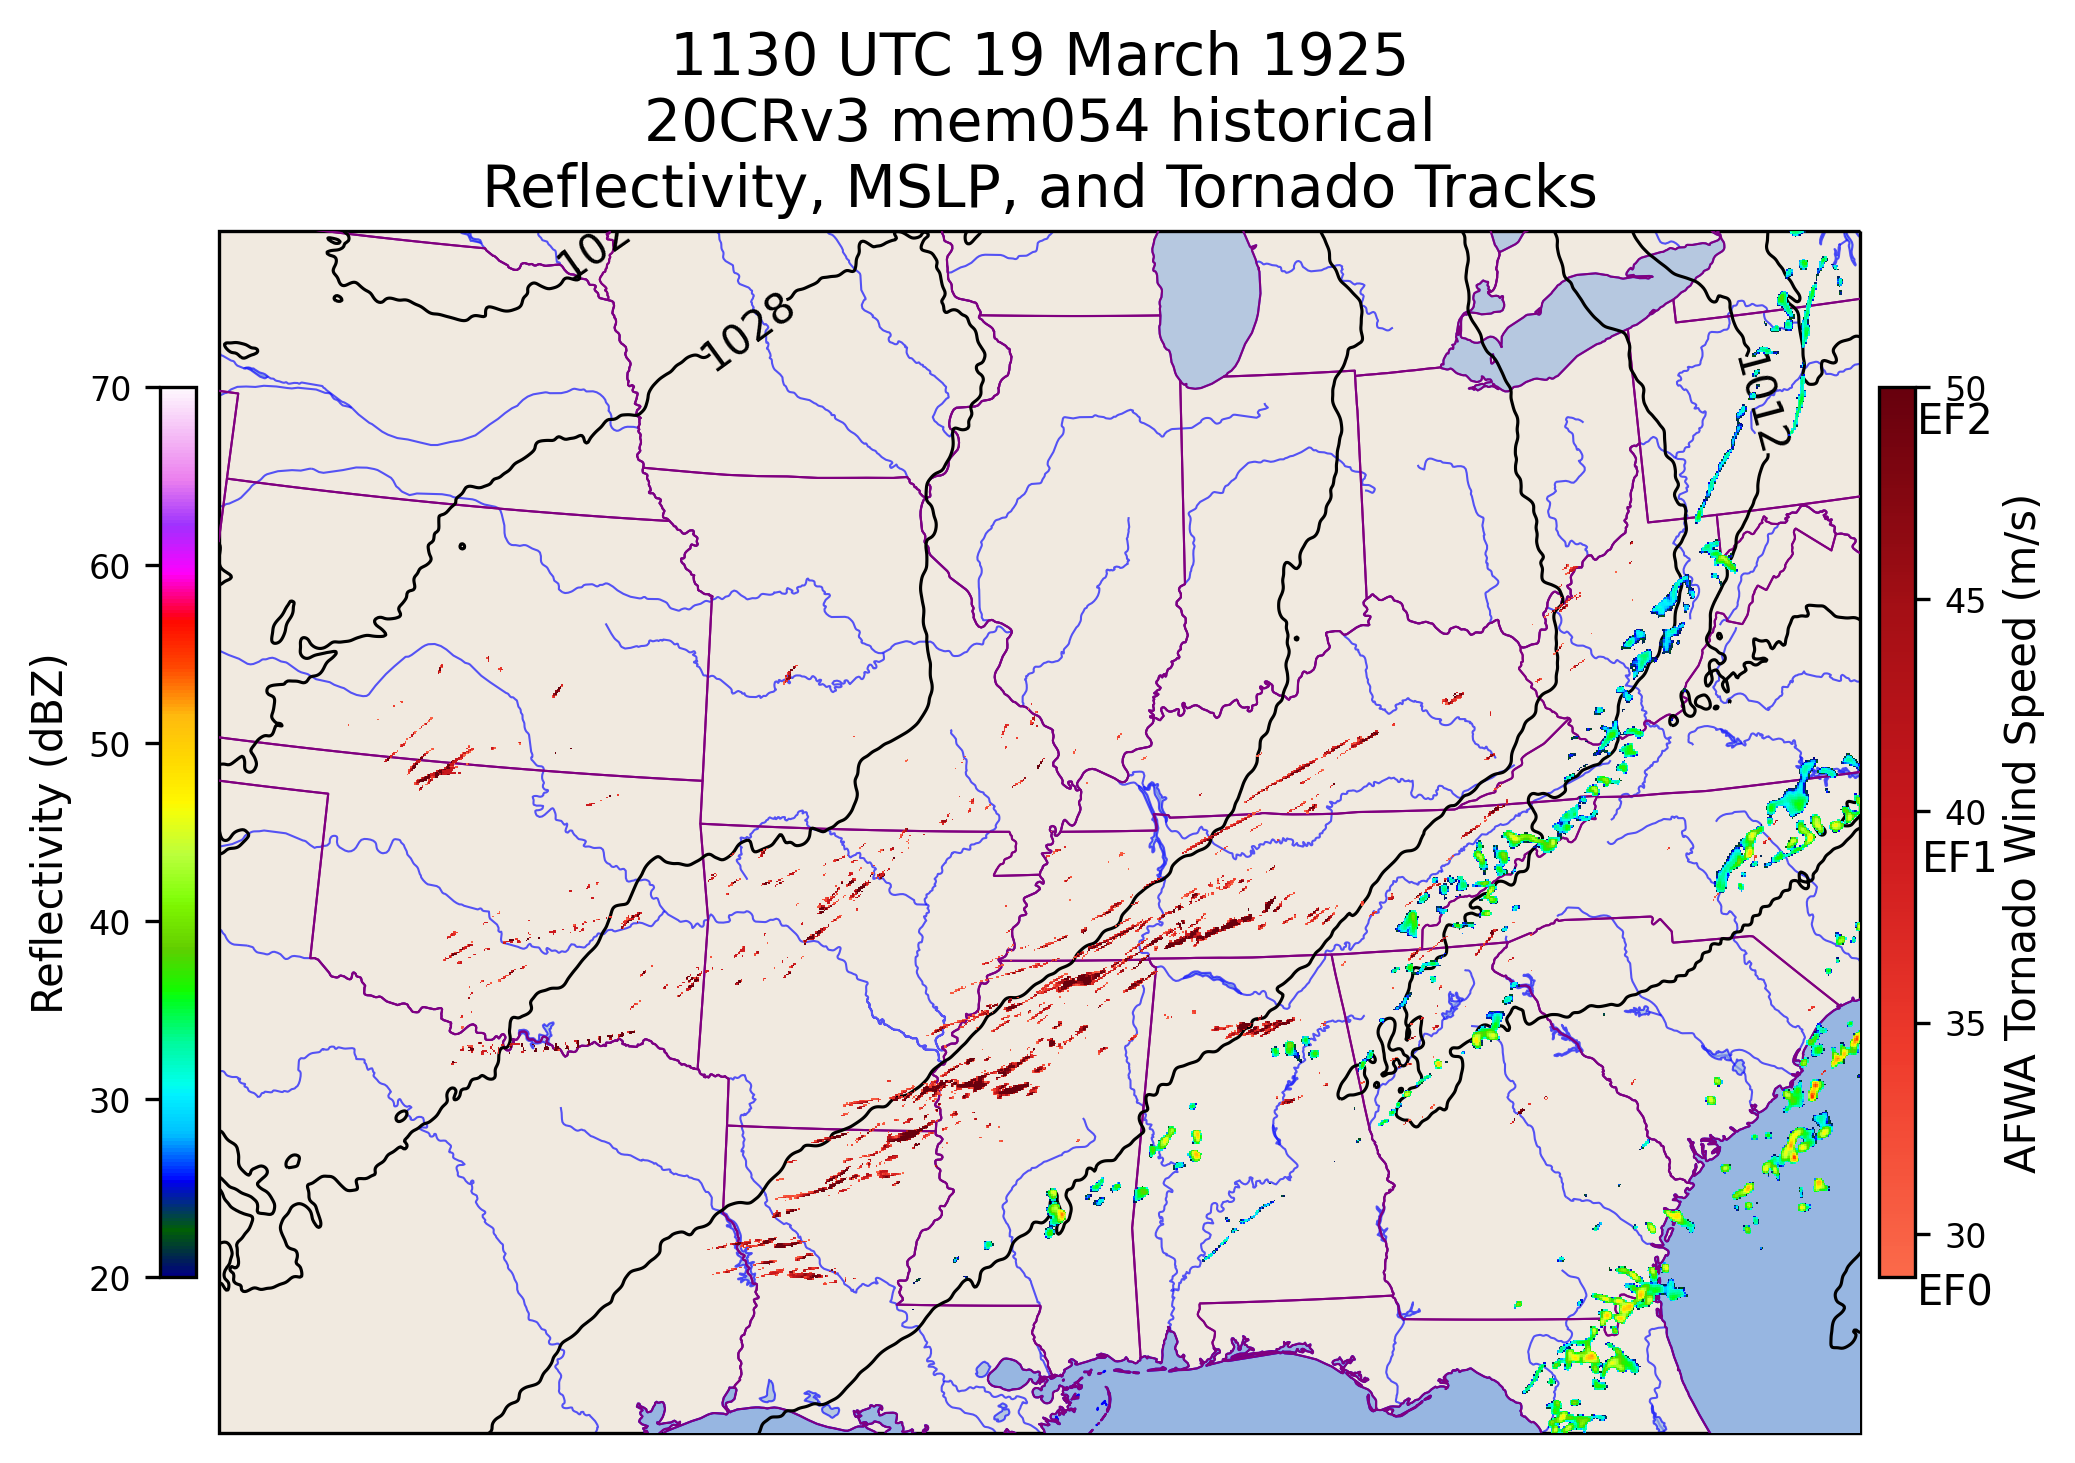 1130 UTC 19 March 1925
20CRv3 mem054 historical
Reflectivity, MSLP, and Tornado Tracks
102
1028
1012
70
60
50
40
30
20
Reflectivity (dBZ)
50
EF2
45
40
EF1
35
30
EF0
AFWA Tornado Wind Speed (m/s)